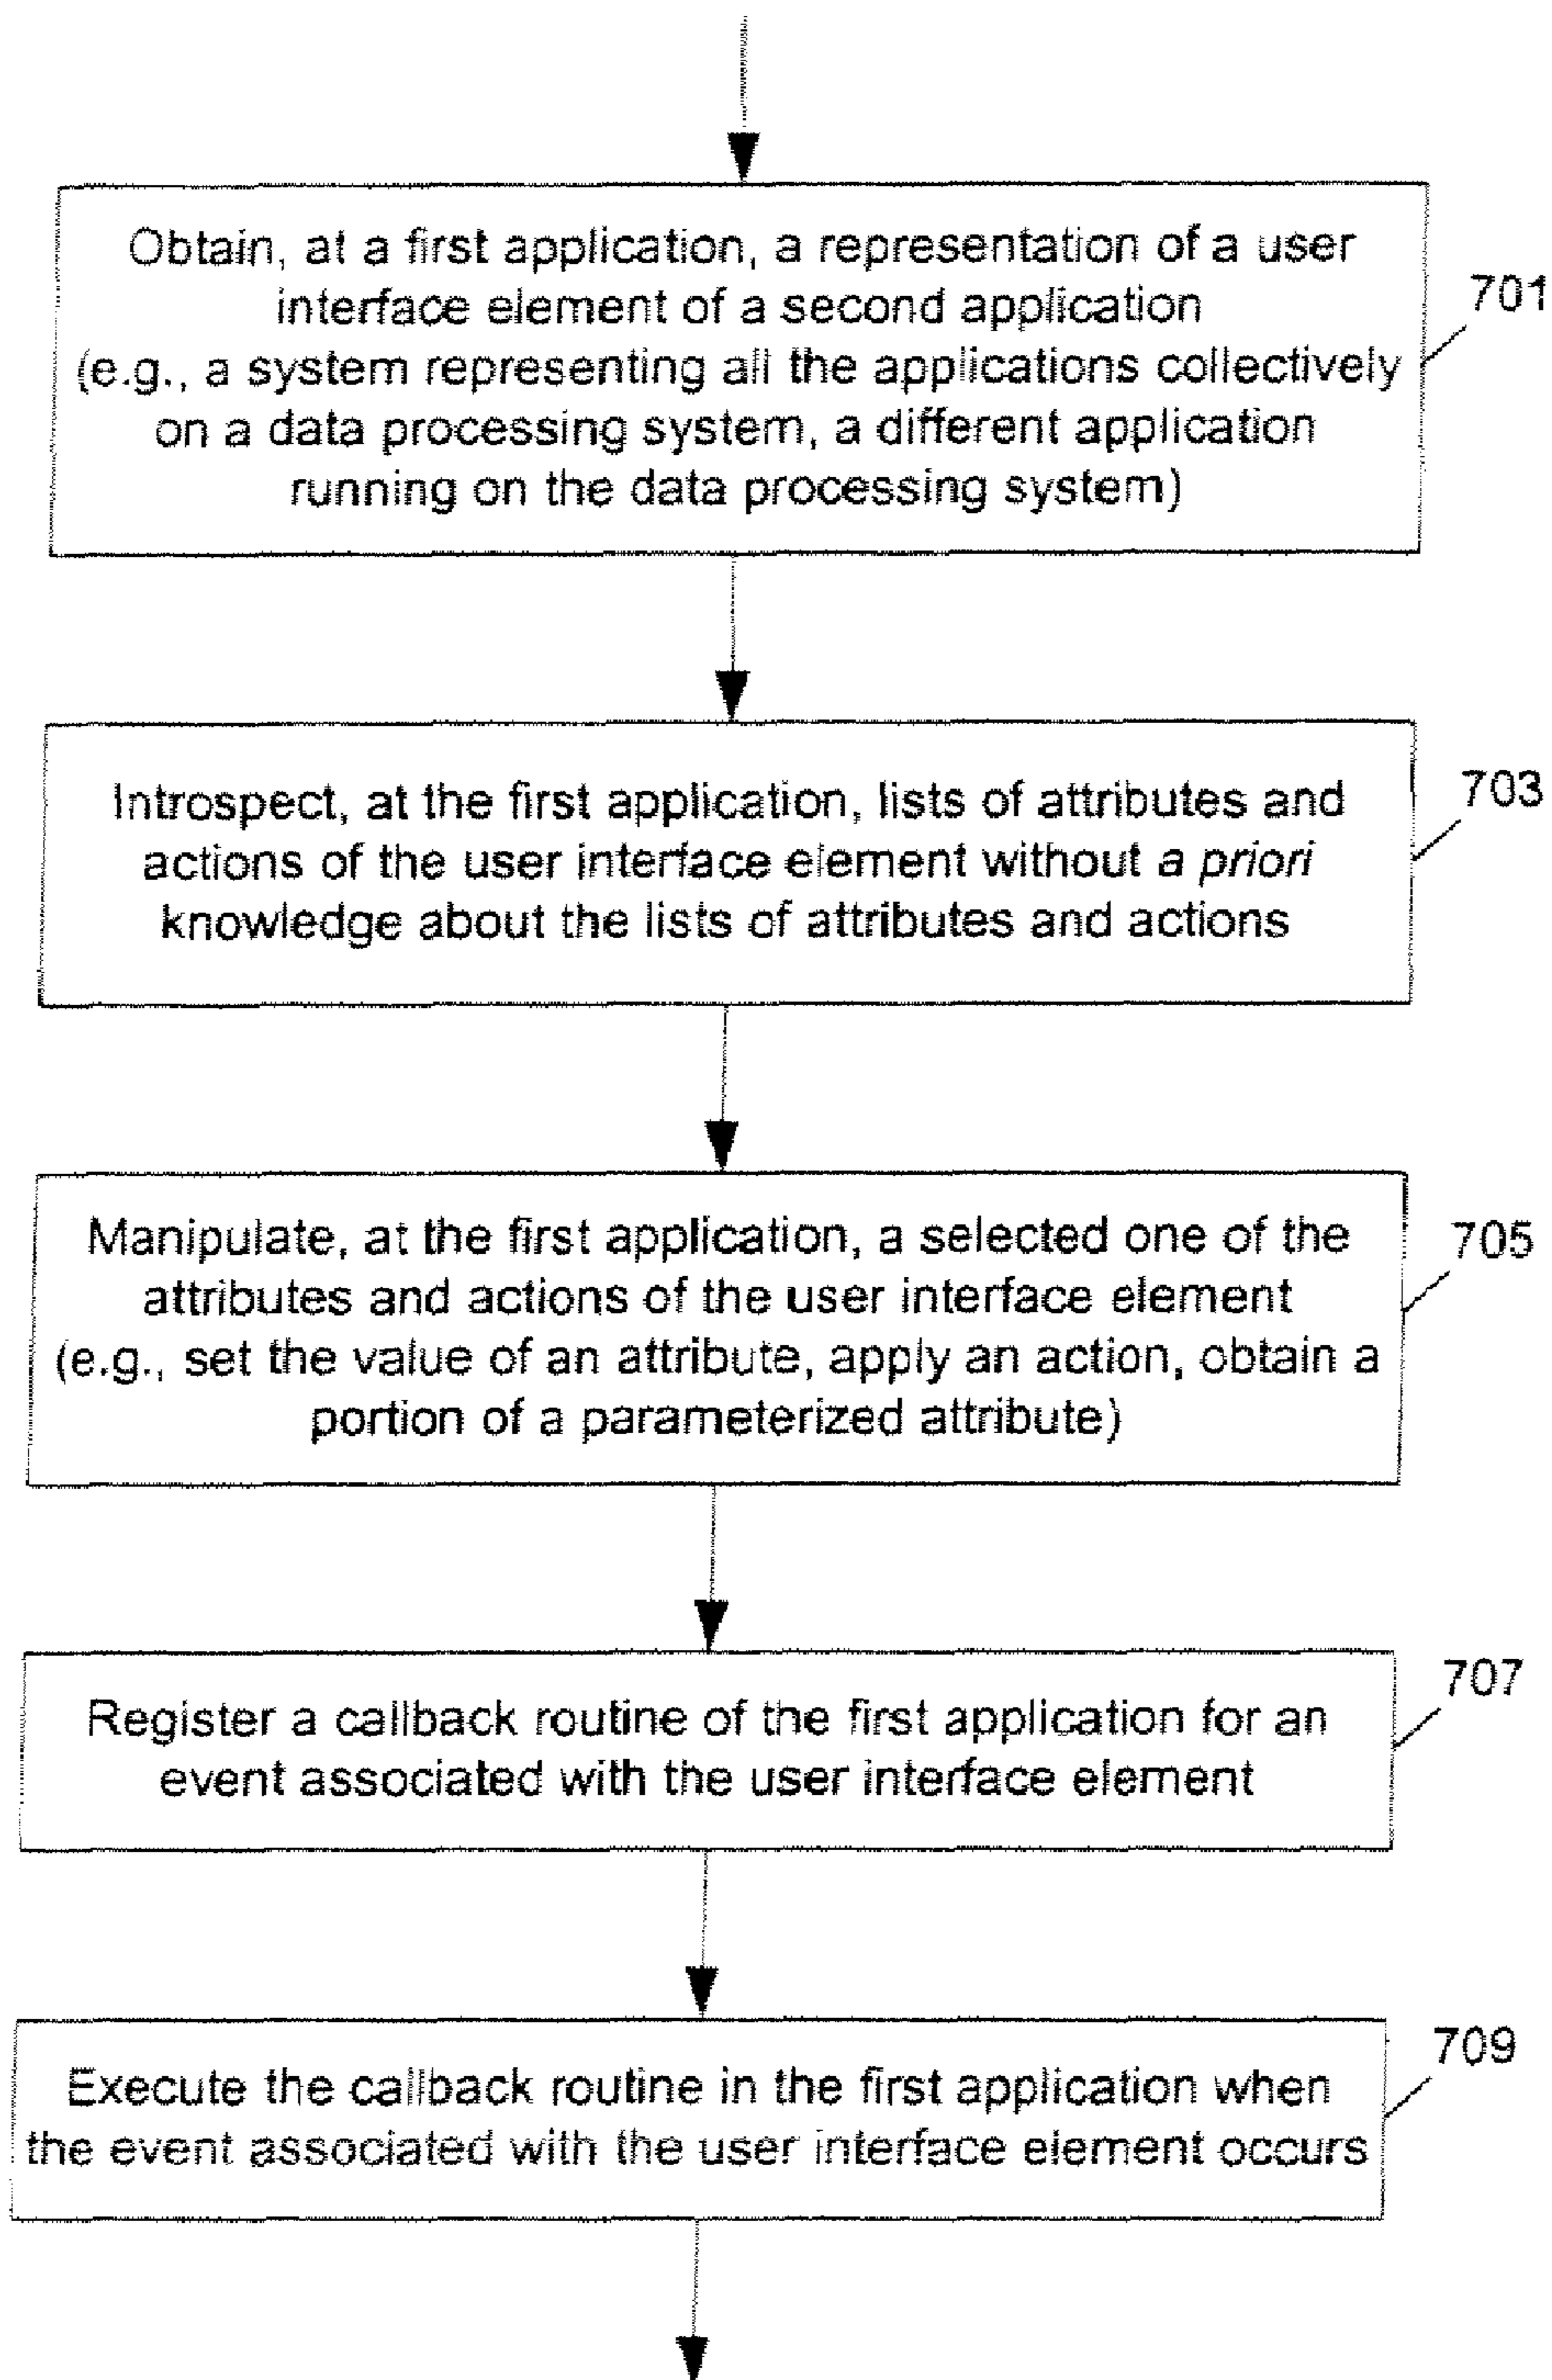 Obtain, at a first application, a representation of a user
interface element of a second application
(e.g., a system representing all the applications collectively
on a data processing system, a different application
running on the data processing system)
701
Introspect, at the first application, lists of attributes and
actions of the user interface element without a priori
knowledge about the lists of attributes and actions
703
Manipulate, at the first application, a selected one of the
attributes and actions of the user interface element
(e.g., set the value of an attribute, apply an action, obtain a
portion of a parameterized attribute)
705
Register a callback routine of the first application for an
event associated with the user interface element
707
Execute the callback routine in the first application when
the event associated with the user interface element occurs
709